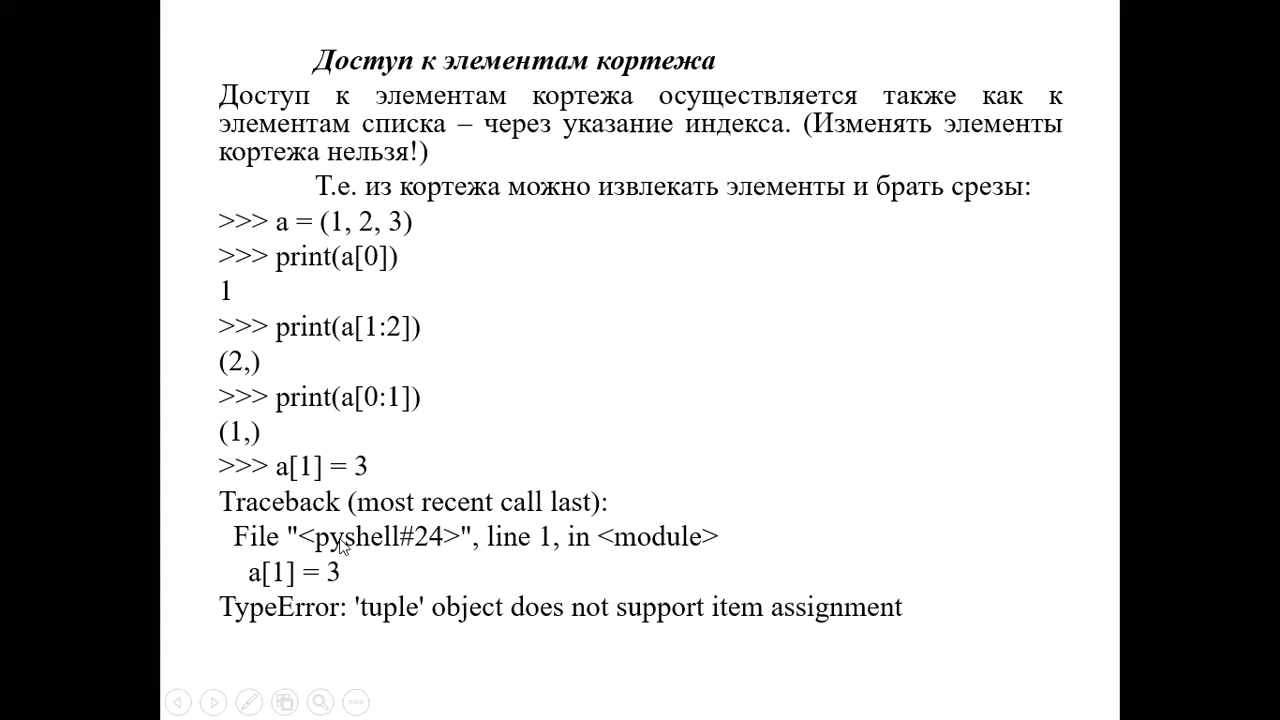 Доступ к элементам кортежа
Доступ к элементам кортежа осуществляется также как к
элементам списка – через указание индекса. (Изменять элементы
кортежа нельзя!)
Т.е. из кортежа можно извлекать элементы и брать срезы:
>>> a = (1, 2, 3)
>>> print(a[0])
1
>>> print(a[1:2])
(2,)
>>> print(a[0:1])
(1,)
>>> a[1] = 3
Traceback (most recent call last):
File "<pyshell#24>", line 1, in <module>
a[1] = 3
TypeError: 'tuple' object does not support item assignment